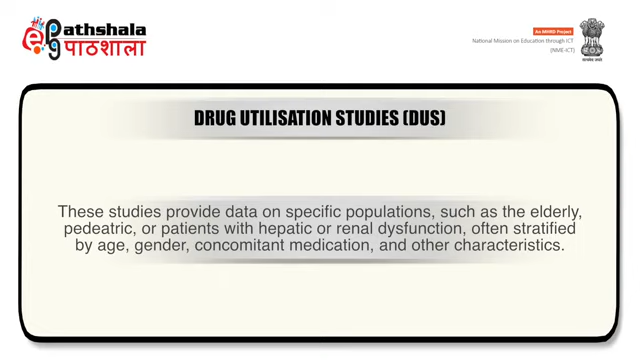 Pathshala
पाठशाला
An MHRD Project
National Mission on Education through ICT
(NME-ICT)
DRUG UTILISATION STUDIES (DUS)
These studies provide data on specific populations, such as the elderly,
pedeatric, or patients with hepatic or renal dysfunction, often stratified
by age, gender, concomitant medication, and other characteristics.